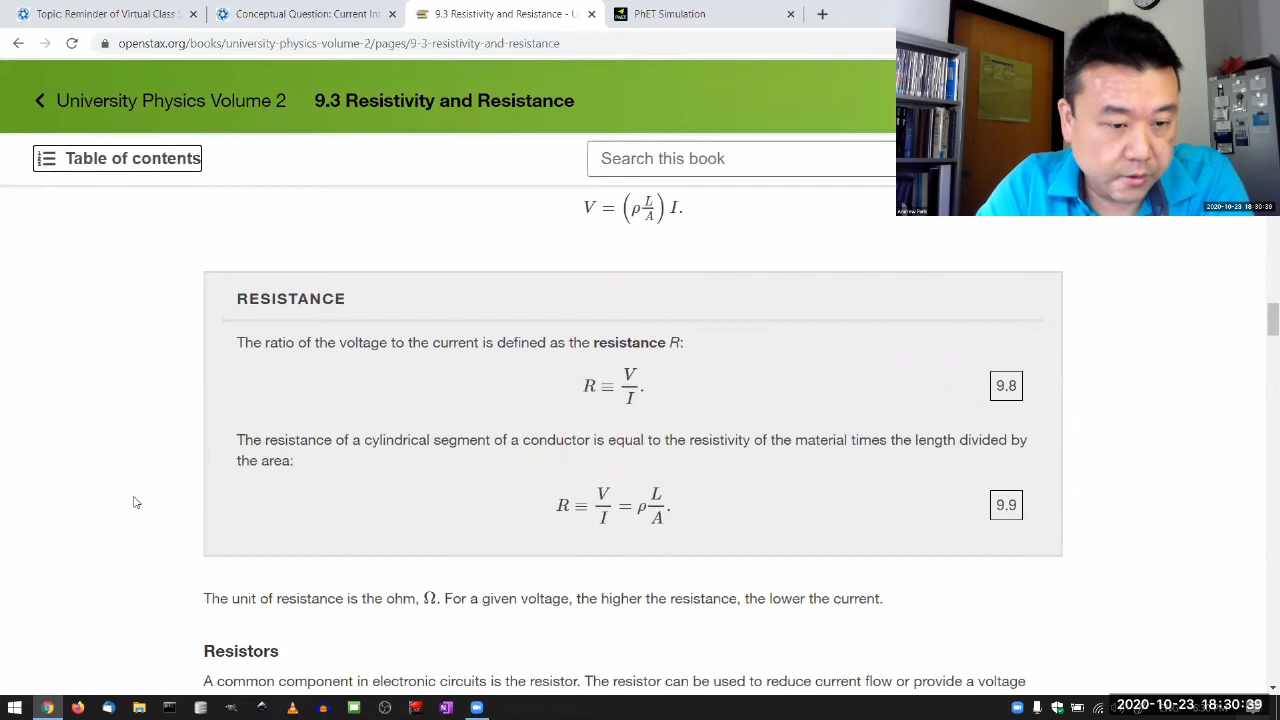 Topic: Reminder of Virtual Class
Conceptual Question: Current In
9.3 Resistivity and Resistance - U
PhET Simulation
openstax.org/books/university-physics-volume-2/pages/9-3-resistivity-and-resistance
University Physics Volume 2 9.3 Resistivity and Resistance
Table of contents
Search this book
V = (ρ L/A) I.
RESISTANCE
The ratio of the voltage to the current is defined as the resistance R:
R ≡ V/I. 9.8
The resistance of a cylindrical segment of a conductor is equal to the resistivity of the material times the length divided by
the area:
R ≡ V/I = ρ L/A. 9.9
The unit of resistance is the ohm, Ω. For a given voltage, the higher the resistance, the lower the current.
Resistors
A common component in electronic circuits is the resistor. The resistor can be used to reduce current flow or provide a voltage
2020-10-23 18:30:39
2020-10-23 18:30:39